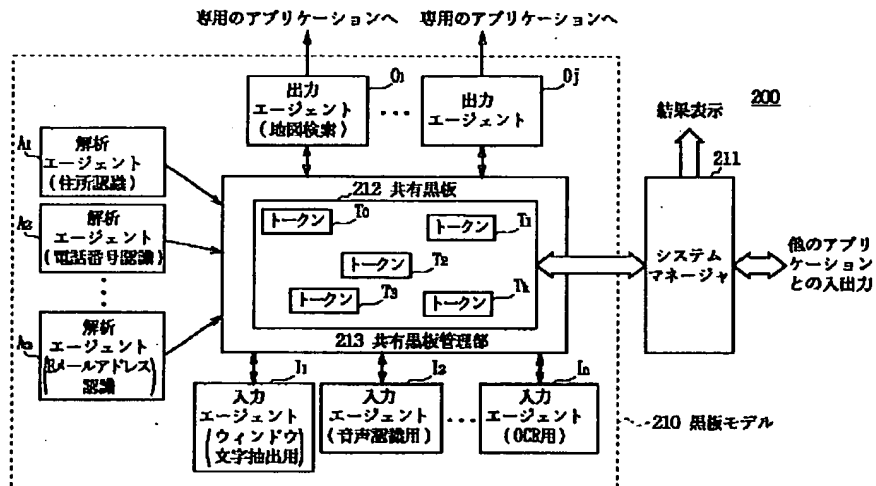 専用のアプリケーションへ
専用のアプリケーションへ
O1
出力
エージェント
(地図検索)
...
Oj
出力
エージェント
結果表示
200
211
A1
解析
エージェント
(住所認識)
A2
解析
エージェント
(電話番号認識)
解析
エージェント
(Eメールアドレス
認識)
212 共有黒板
トークン
T0
トークン
T1
トークン
T2
トークン
T3
トークン
Tk
213 共有黒板管理部
システム
マネージャ
他のアプリ
ケーション
との入出力
I1
入力
エージェント
(ウィンドウ
文字抽出用)
I2
入力
エージェント
(音声認識用)
...
In
入力
エージェント
(OCR用)
210 黒板モデル